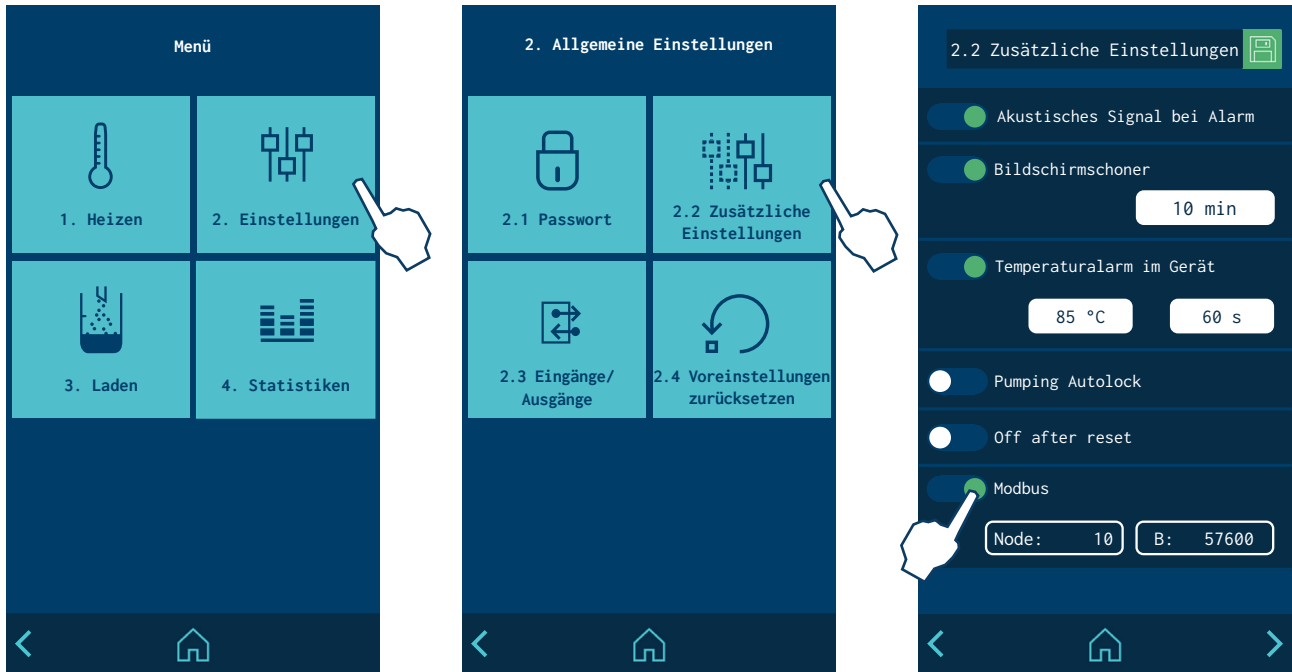 Menü
1. Heizen
2. Einstellungen
3. Laden
4. Statistiken
2. Allgemeine Einstellungen
2.1 Passwort
2.2 Zusätzliche
Einstellungen
2.3 Eingänge/
Ausgänge
2.4 Voreinstellungen
zurücksetzen
2.2 Zusätzliche Einstellungen
Akustisches Signal bei Alarm
Bildschirmschoner
10 min
Temperaturalarm im Gerät
85 °C
60 s
Pumping Autolock
Off after reset
Modbus
Node: 10
B: 57600